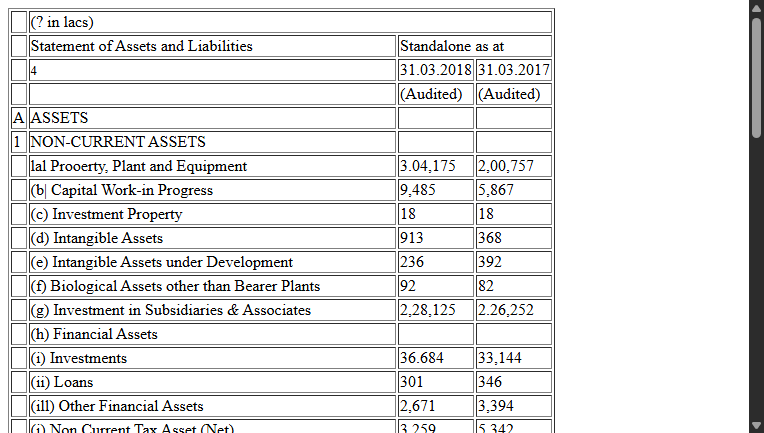 (? in lacs)
Statement of Assets and Liabilities Standalone as at
4 31.03.2018 31.03.2017
(Audited) (Audited)
A ASSETS
1 NON-CURRENT ASSETS
lal Prooerty, Plant and Equipment 3.04,175 2,00,757
(b| Capital Work-in Progress 9,485 5,867
(c) Investment Property 18 18
(d) Intangible Assets 913 368
(e) Intangible Assets under Development 236 392
(f) Biological Assets other than Bearer Plants 92 82
(g) Investment in Subsidiaries & Associates 2,28,125 2.26,252
(h) Financial Assets
(i) Investments 36.684 33,144
(ii) Loans 301 346
(ill) Other Financial Assets 2,671 3,394
(i) Non Current Tax Asset (Net) 3,259 5,342